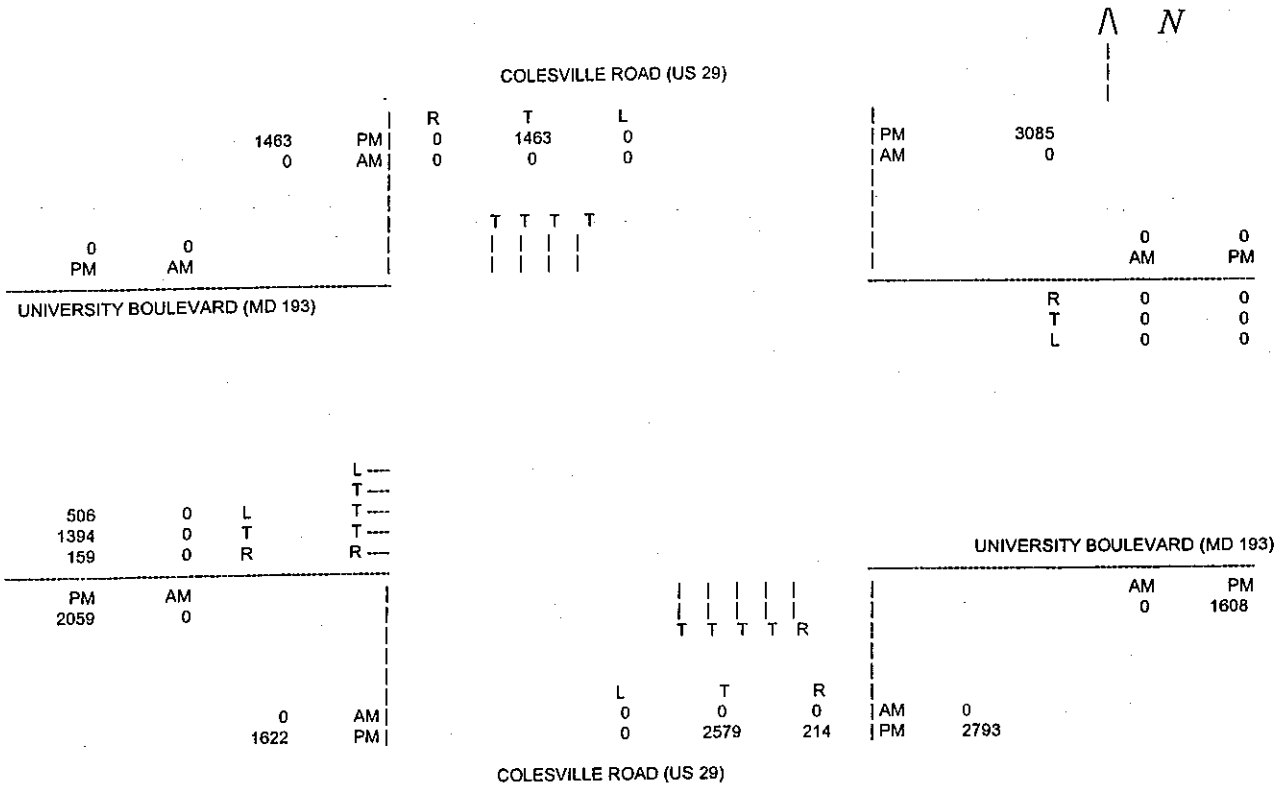 N
COLESVILLE ROAD (US 29)
R T L
1463 PM 0 1463 0 PM 3085
0 AM 0 0 0 AM 0
T T T T
0 0 0 0
PM AM AM PM
UNIVERSITY BOULEVARD (MD 193) R 0 0
T 0 0
L 0 0
L
T
506 0 L T
1394 0 T T
159 0 R R
UNIVERSITY BOULEVARD (MD 193)
PM AM AM PM
2059 0 0 1608
T T T T R
L T R
0 AM 0 0 0 AM 0
1622 PM 0 2579 214 PM 2793
COLESVILLE ROAD (US 29)